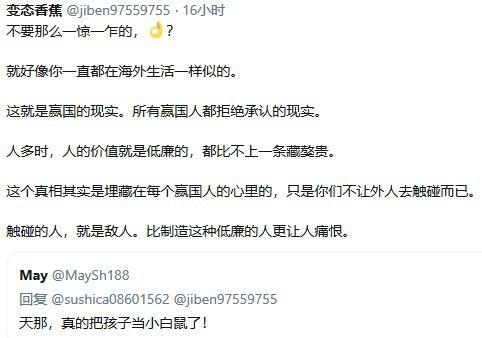 变态香蕉 @jiben97559755 · 16小时
不要那么一惊一乍的，👌？
就好像你一直都在海外生活一样似的。
这就是赢国的现实。所有赢国人都拒绝承认的现实。
人多时，人的价值就是低廉的，都比不上一条藏獒贵。
这个真相其实是埋藏在每个赢国人的心里的，只是你们不让外人去触碰而已。
触碰的人，就是敌人。比制造这种低廉的人更让人痛恨。
May @MaySh188
回复 @sushica08601562 @jiben97559755
天那，真的把孩子当小白鼠了！